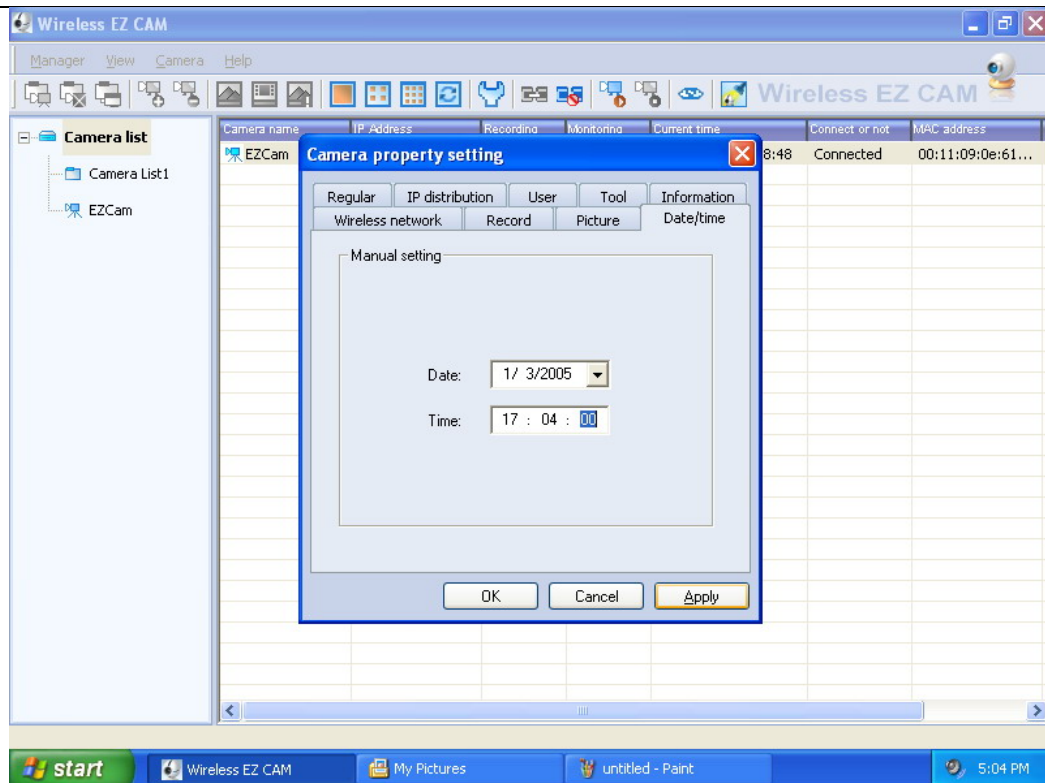 Wireless EZ CAM
Manager View Camera Help
Wireless EZ CAM
Camera list
Camera List1
EZCam
Camera name IP Address Recording Monitoring Current time Connect or not MAC address
EZCam 8:48 Connected 00:11:09:0e:61...
Camera property setting
Regular IP distribution User Tool Information
Wireless network Record Picture Date/time
Manual setting
Date: 1/ 3/2005
Time: 17 : 04 : 00
OK Cancel Apply
start Wireless EZ CAM My Pictures untitled - Paint 5:04 PM